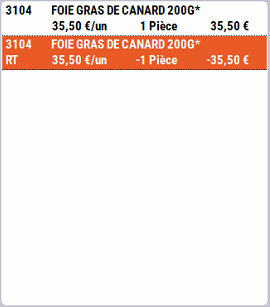 3104 FOIE GRAS DE CANARD 200G*
35,50 €/un 1 Pièce 35,50 €
3104 FOIE GRAS DE CANARD 200G*
RT 35,50 €/un -1 Pièce -35,50 €